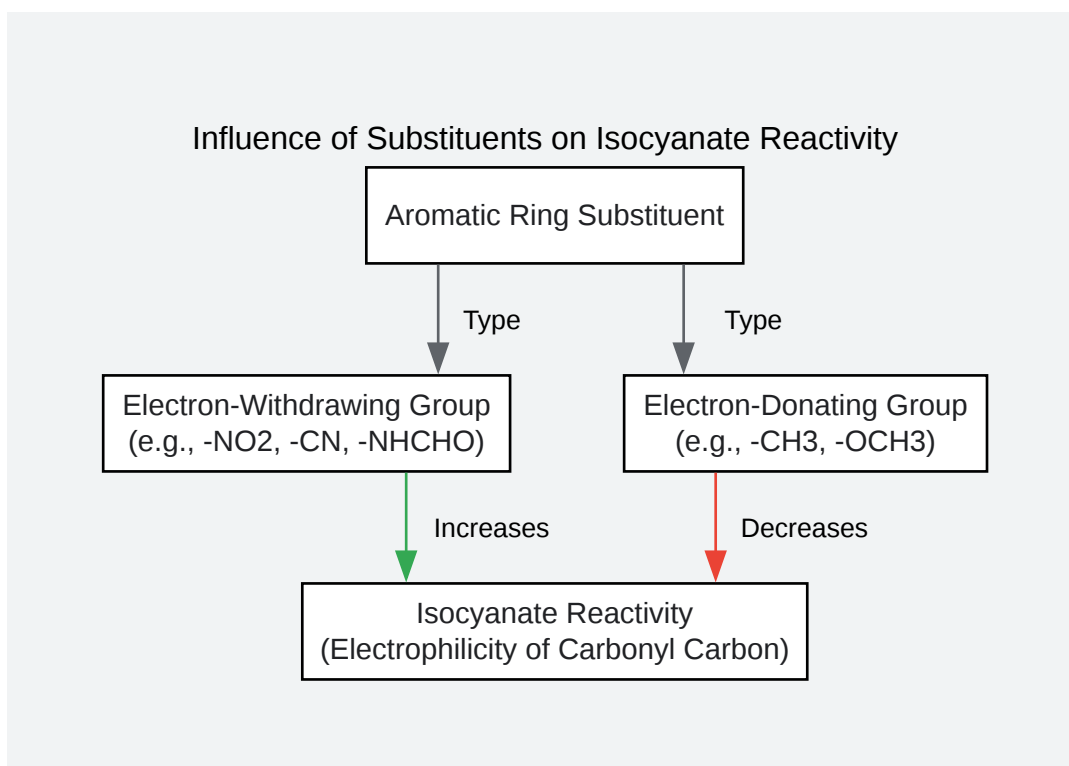 Influence of Substituents on Isocyanate Reactivity
Aromatic Ring Substituent
Type
Type
Electron-Withdrawing Group
(e.g., -NO2, -CN, -NHCHO)
Electron-Donating Group
(e.g., -CH3, -OCH3)
Increases
Decreases
Isocyanate Reactivity
(Electrophilicity of Carbonyl Carbon)